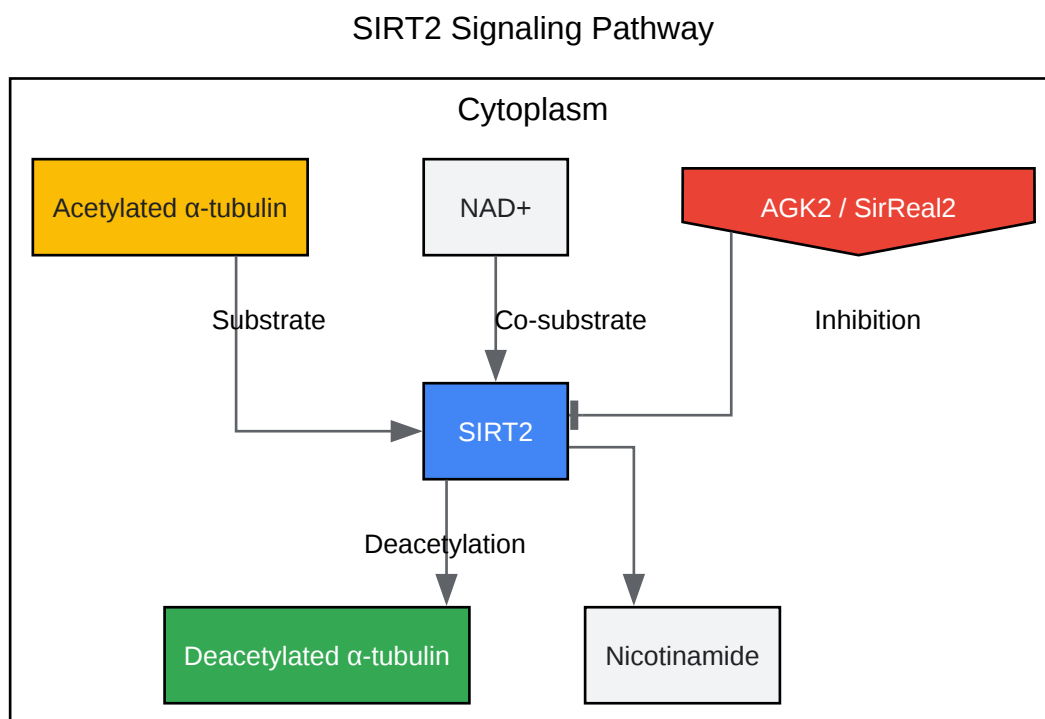 SIRT2 Signaling Pathway
Cytoplasm
Acetylated α-tubulin
NAD+
AGK2 / SirReal2
Substrate
Co-substrate
Inhibition
SIRT2
Deacetylation
Deacetylated α-tubulin
Nicotinamide